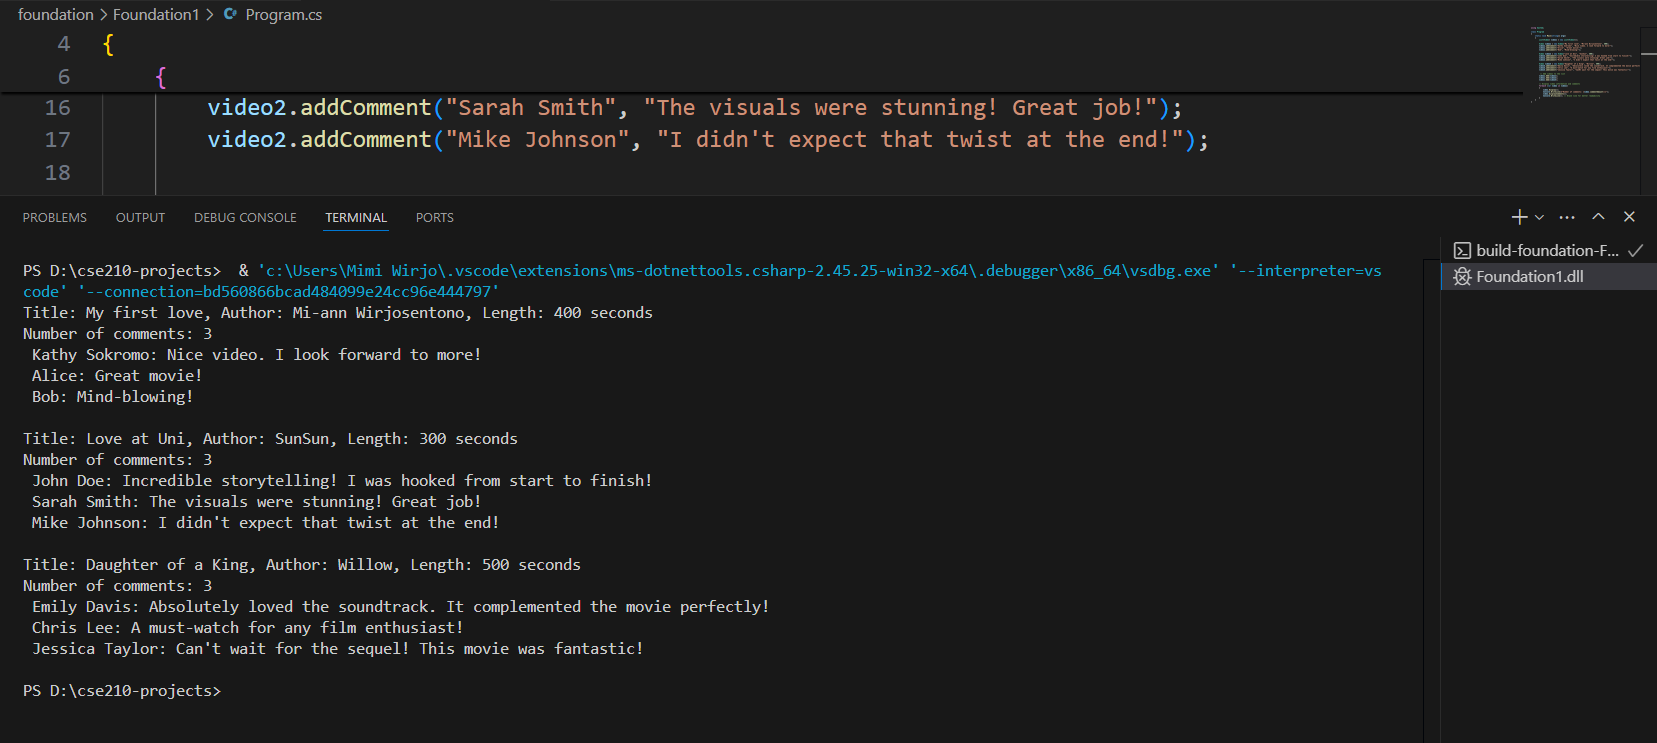 foundation > Foundation1 > Program.cs
4 {
6 {
16 video2.addComment("Sarah Smith", "The visuals were stunning! Great job!");
17 video2.addComment("Mike Johnson", "I didn't expect that twist at the end!");
18
PROBLEMS OUTPUT DEBUG CONSOLE TERMINAL PORTS
build-foundation-F...
Foundation1.dll
PS D:\cse210-projects> & 'c:\Users\Mimi Wirjo\.vscode\extensions\ms-dotnettools.csharp-2.45.25-win32-x64\.debugger\x86_64\vsdbg.exe' '--interpreter=vs
code' '--connection=bd560866bcad484099e24cc96e444797'
Title: My first love, Author: Mi-ann Wirjosentono, Length: 400 seconds
Number of comments: 3
Kathy Sokromo: Nice video. I look forward to more!
Alice: Great movie!
Bob: Mind-blowing!
Title: Love at Uni, Author: SunSun, Length: 300 seconds
Number of comments: 3
John Doe: Incredible storytelling! I was hooked from start to finish!
Sarah Smith: The visuals were stunning! Great job!
Mike Johnson: I didn't expect that twist at the end!
Title: Daughter of a King, Author: Willow, Length: 500 seconds
Number of comments: 3
Emily Davis: Absolutely loved the soundtrack. It complemented the movie perfectly!
Chris Lee: A must-watch for any film enthusiast!
Jessica Taylor: Can't wait for the sequel! This movie was fantastic!
PS D:\cse210-projects>